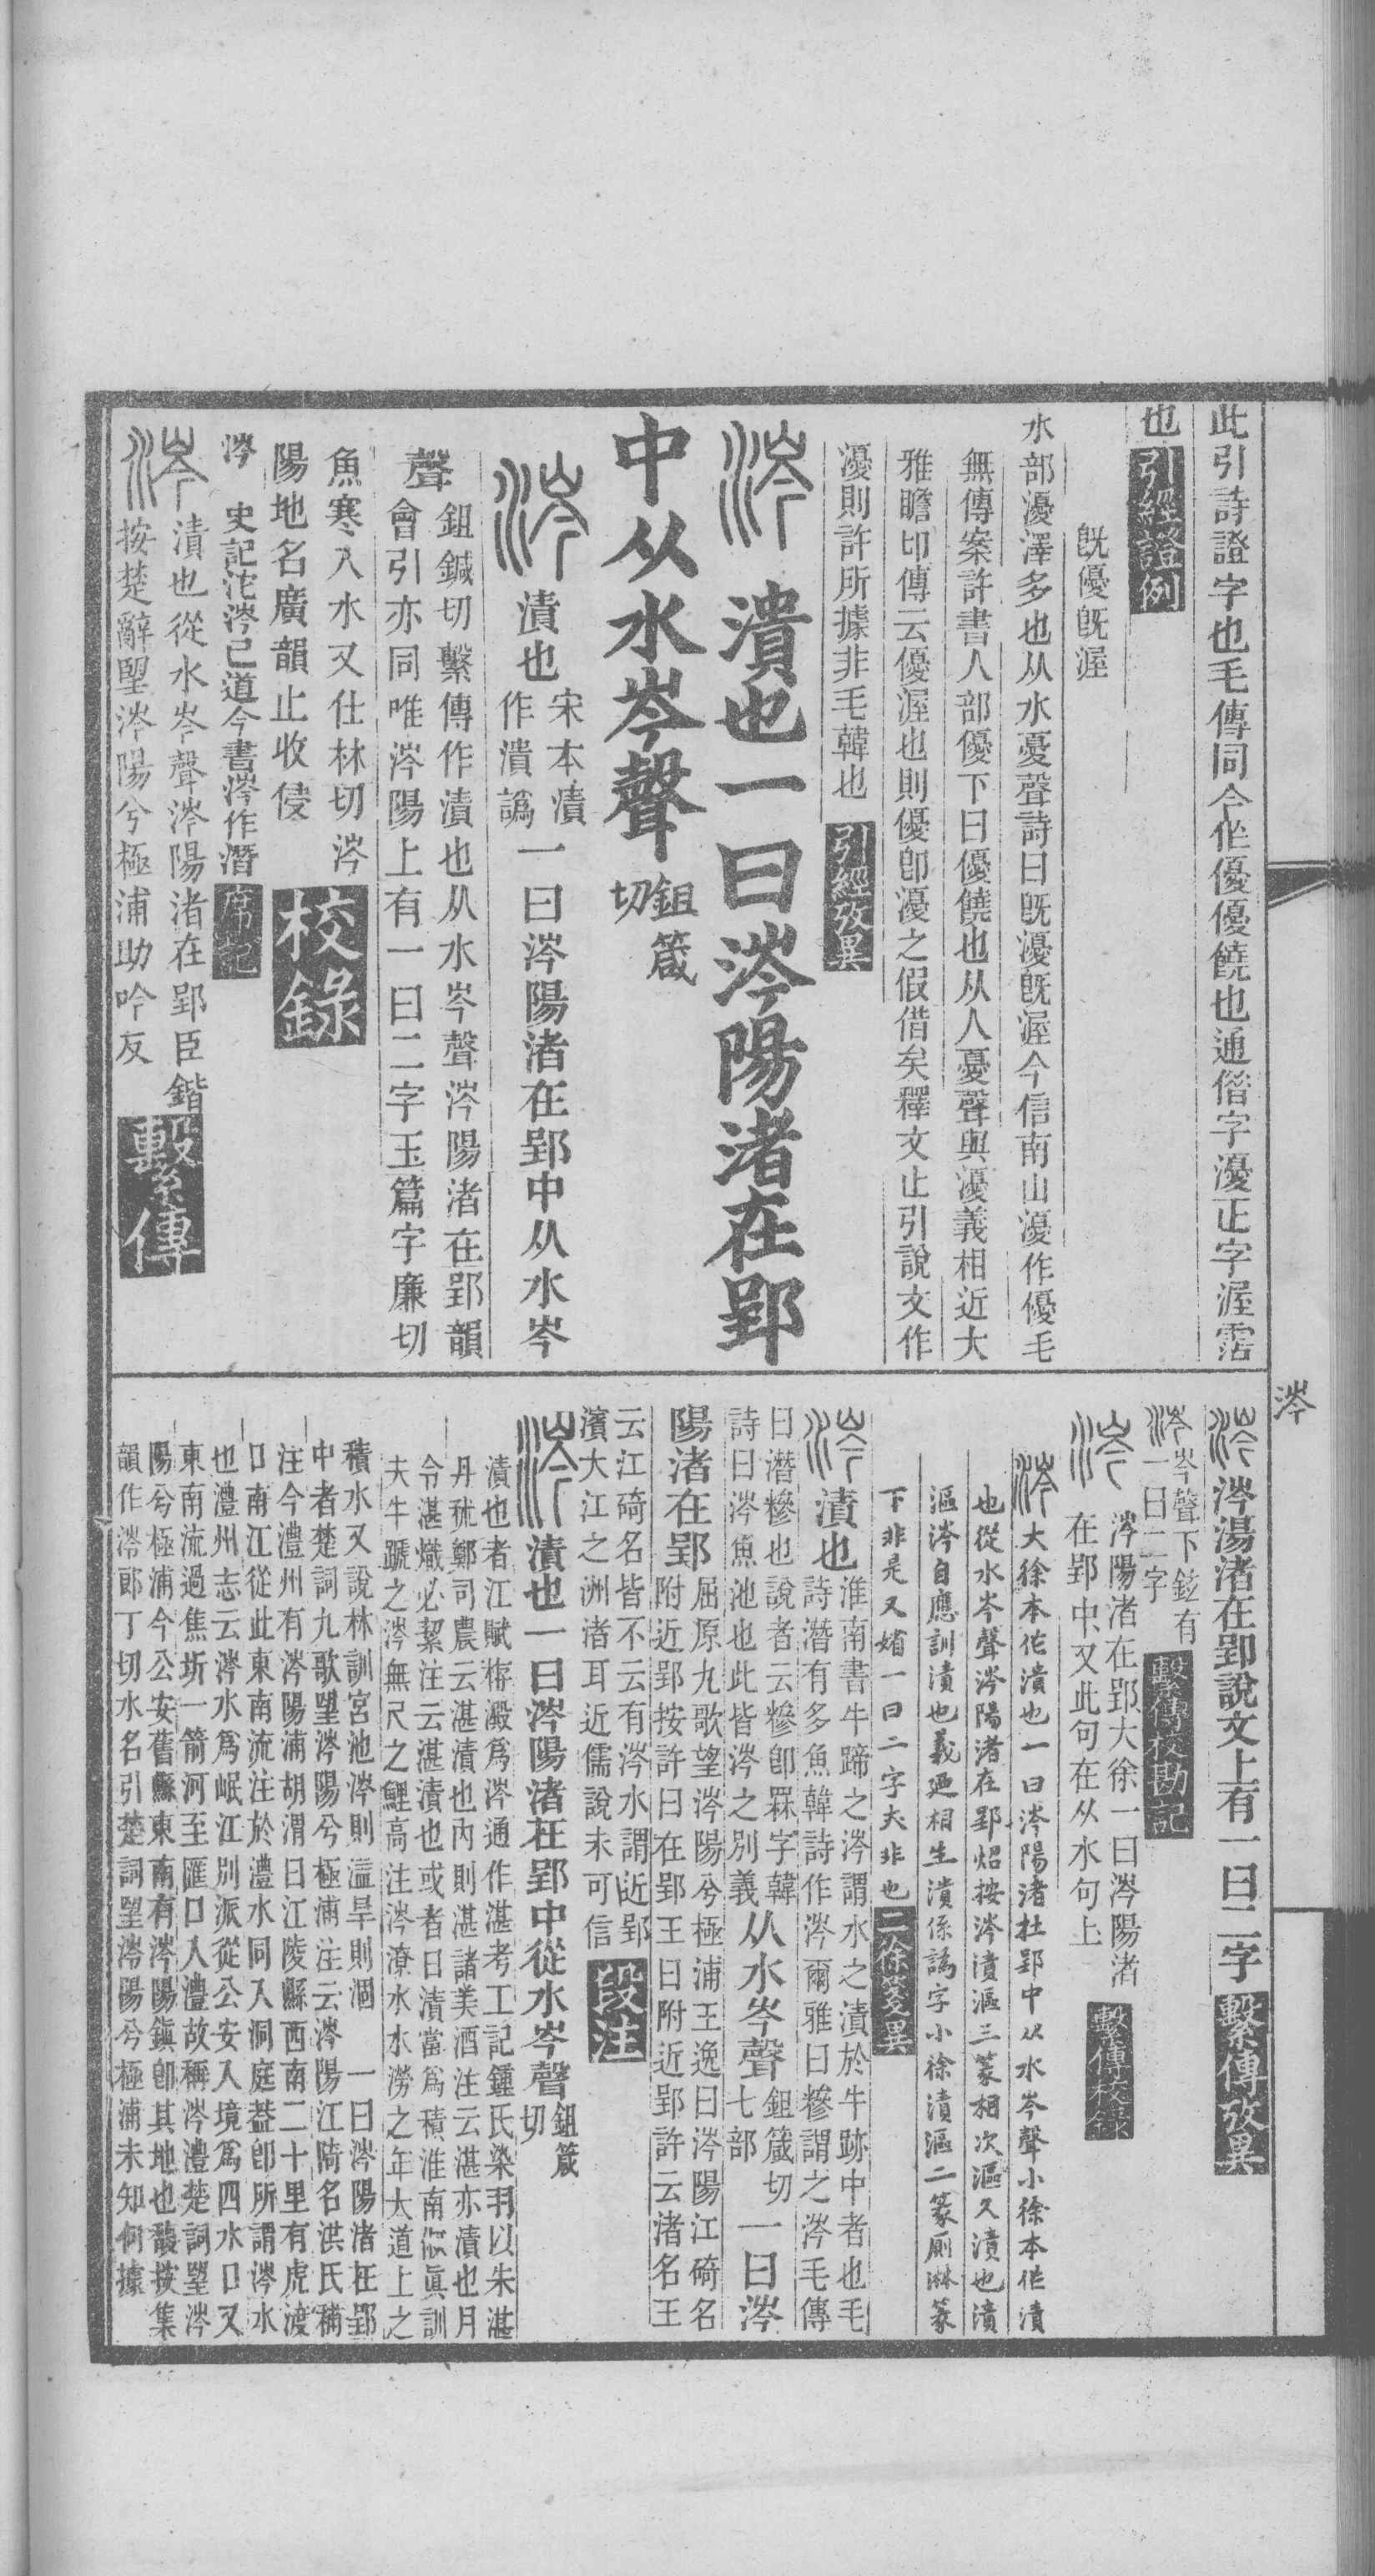 此引詩證字也毛傳同今作優優饒也通偕字瀀正字渥霑
也引經證例
既優既渥
水部瀀澤多也从水憂聲詩曰既瀀既渥今信南山瀀作優毛
無傳案許書人部優下曰優饒也从人憂聲與瀀義相近大
雅瞻卬傳云優渥也則優卽瀀之假借矣釋文止引說文作
瀀則許所據非毛韓也引經攷異
涔潰也一曰涔陽渚在郢
中从水岑聲鉏箴切
涔漬也宋本漬作潰譌一曰涔陽渚在郢中从水岑
聲鉏鍼切繫傳作漬也从水岑聲涔陽渚在郢韻
會引亦同唯涔陽上有一曰二字玉篇字廉切
魚寒入水又仕林切涔
陽地名廣韻止收侵校錄
涔史記沱涔已道今書涔作潛席記
涔漬也從水岑聲涔陽渚在郢臣鍇
按楚辭望涔陽兮極浦助吟反繫傳
涔
涔涔湯渚在郢說文上有一曰二字繫傳攷異
涔岑聲下鉉有一曰二字繫傳校勘記
涔涔陽渚在郢大徐一曰涔陽渚
在郢中又此句在从水句上繫傳校錄
涔大徐本作潰也一曰涔陽渚在郢中从水岑聲小徐本作漬
也從水岑聲涔陽渚在郢炤按涔漬漚三篆相次漚久漬也漬
漚涔自應訓漬也義迺相生潰係譌字小徐漬漚二篆廁淋篆
下非是又媘一曰二字大非也二徐箋異
涔漬也淮南書牛蹄之涔謂水之漬於牛跡中者也毛
詩潛有多魚韓詩作涔爾雅曰槮謂之涔毛傳
曰潛槮也說者云槮卽罧字韓
詩曰涔魚池也此皆涔之別義从水岑聲鉏箴切七部一曰涔
陽渚在郢屈原九歌望涔陽兮極浦王逸曰涔陽江碕名
附近郢按許曰在郢王曰附近郢許云渚名王
云江碕名皆不云有涔水謂近郢
濱大江之洲渚耳近儒說未可信段注
涔漬也一曰涔陽渚在郢中從水岑聲鉏箴切
漬也者江賦栫澱爲涔通作湛考工記鍾氏染羽以朱湛
丹秫鄭司農云湛漬也內則湛諸美酒注云湛亦漬也月
令湛熾必絜注云湛漬也或者曰漬當爲積淮南俶眞訓
夫牛蹏之涔無尺之鯉高注涔潦水水澇之年大道上之
積水又說林訓宮池涔則溢旱則涸 一曰涔陽渚在郢
中者楚詞九歌望涔陽兮極浦注云涔陽江陭名洪氏補
注今澧州有涔陽浦胡渭曰江陵縣西南二十里有虎渡
口南江從此東南流注於澧水同入洞庭葢卽所謂涔水
也澧州志云涔水爲岷江別派從公安入境爲四水口又
東南流過焦圻一箭河至匯口入澧故稱涔澧楚詞望涔
陽兮極浦今公安舊縣東南有涔陽鎭卽其地也馥按集
韻作澪郎丁切水名引楚詞望澪陽兮極浦未知何據